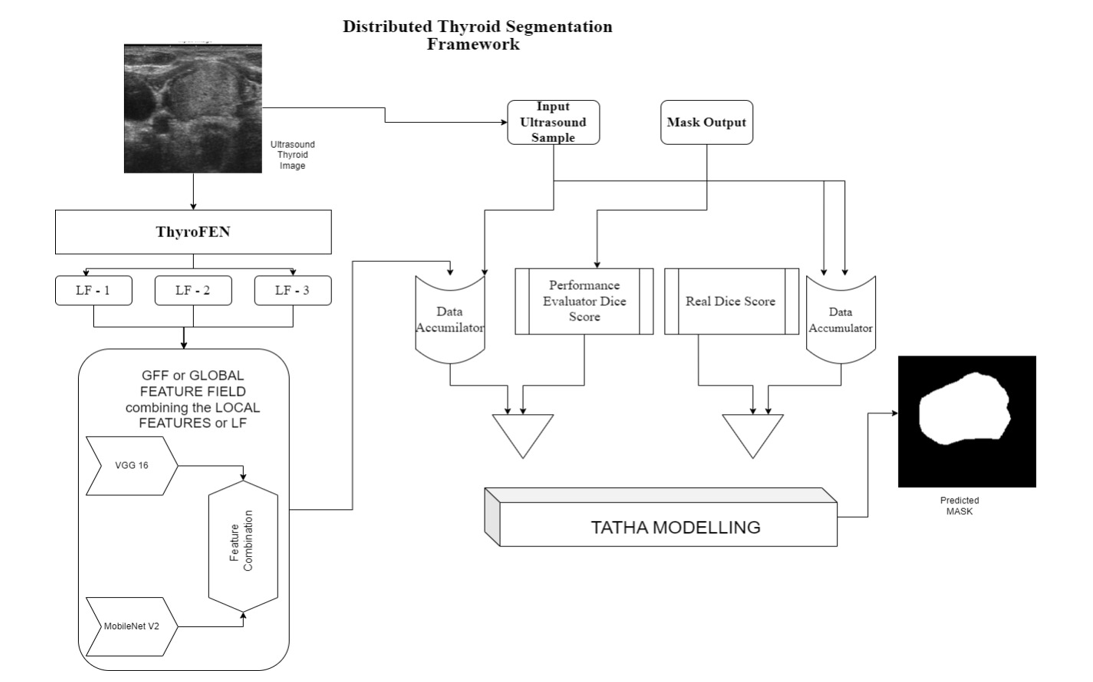 Distributed Thyroid Segmentation
Framework
Ultrasound
Thyroid
Image
Input
Ultrasound
Sample
Mask Output
ThyroFEN
LF - 1
LF - 2
LF - 3
Data
Accumilator
Performance
Evaluator Dice
Score
Real Dice Score
Data
Accumulator
GFF or GLOBAL
FEATURE FIELD
combining the LOCAL
FEATURES or LF
VGG 16
Feature
Combination
MobileNet V2
TATHA MODELLING
Predicted
MASK